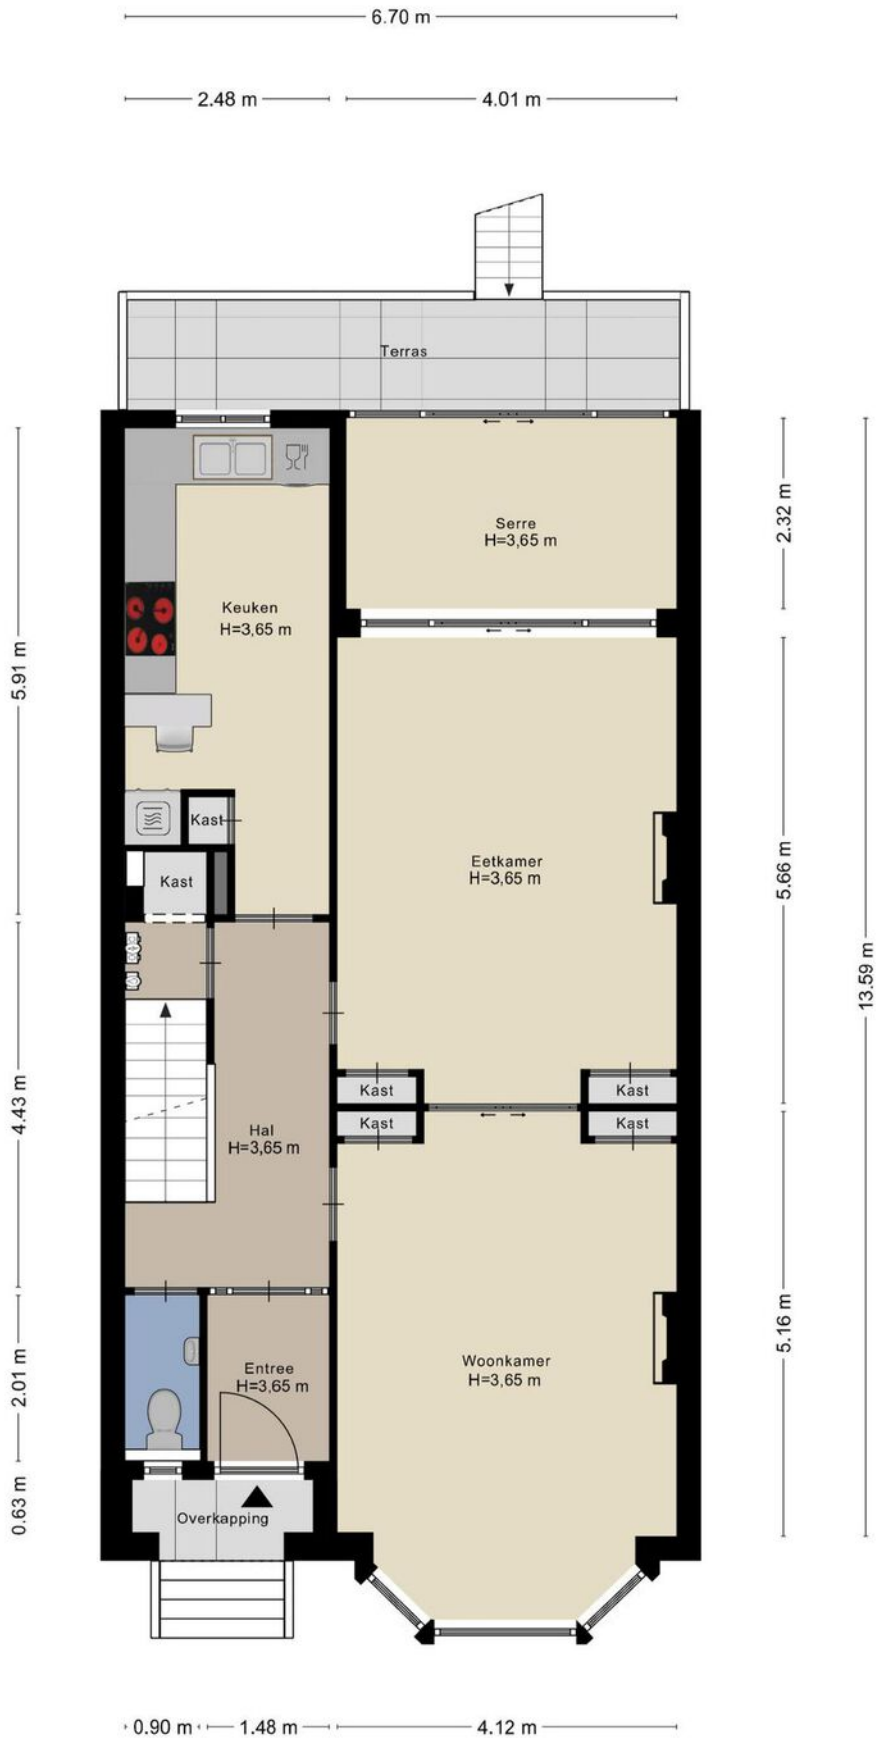 6.70 m
2.48 m
4.01 m
Terras
Serre
H=3,65 m
2.32 m
Keuken
H=3,65 m
5.91 m
Kast
Kast
Eetkamer
H=3,65 m
5.66 m
13.59 m
Kast
Kast
Kast
Kast
Hal
H=3,65 m
4.43 m
Entree
H=3,65 m
Woonkamer
H=3,65 m
5.16 m
2.01 m
0.63 m
Overkapping
0.90 m
1.48 m
4.12 m